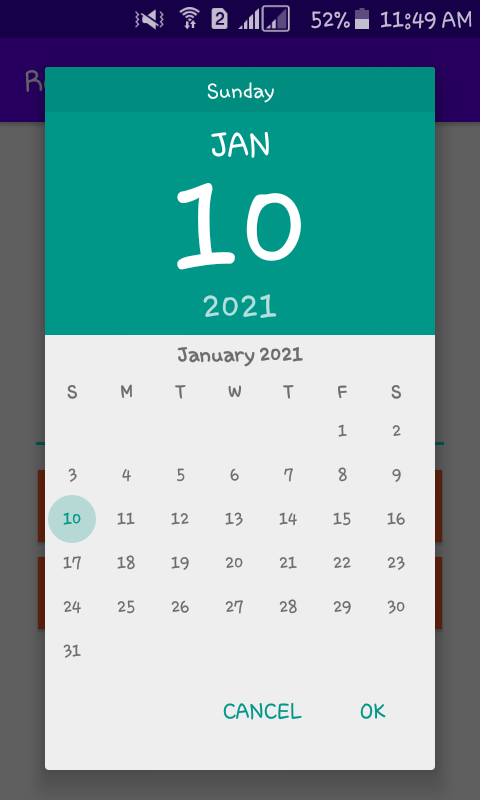 2 52% 11:49 AM
Sunday
JAN
10
2021
January 2021
S M T W T F S
1 2
3 4 5 6 7 8 9
10 11 12 13 14 15 16
17 18 19 20 21 22 23
24 25 26 27 28 29 30
31
CANCEL OK